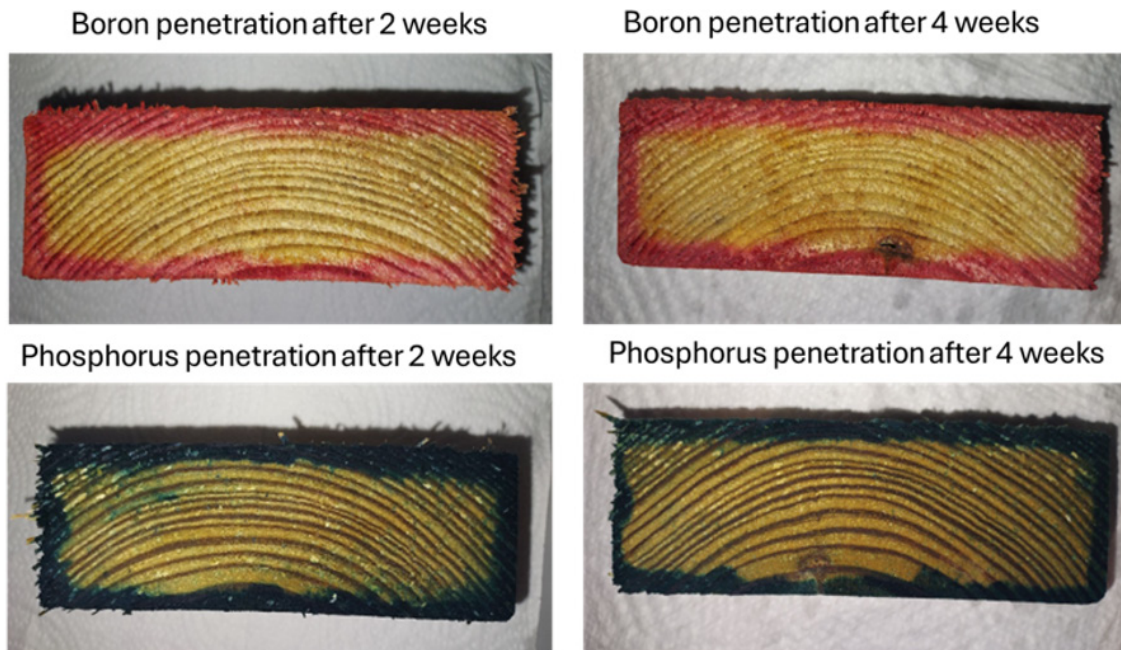 Boron penetration after 2 weeks
Boron penetration after 4 weeks
Phosphorus penetration after 2 weeks
Phosphorus penetration after 4 weeks